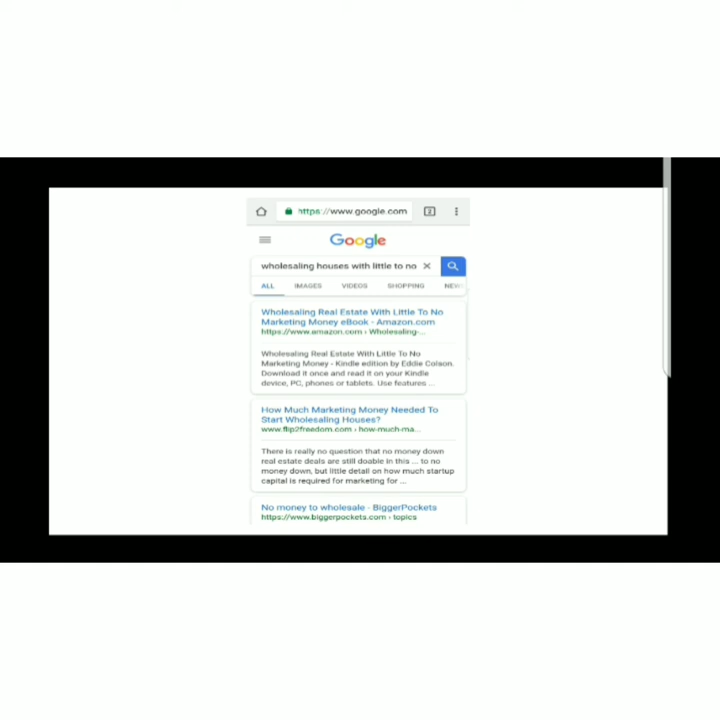 https://www.google.com 2
Google
wholesaling houses with little to no
ALL IMAGES VIDEOS SHOPPING NEW
Wholesaling Real Estate With Little To No
Marketing Money eBook - Amazon.com
https://www.amazon.com › Wholesaling-...
Wholesaling Real Estate With Little To No
Marketing Money - Kindle edition by Eddie Colson.
Download it once and read it on your Kindle
device, PC, phones or tablets. Use features ...
How Much Marketing Money Needed To
Start Wholesaling Houses?
www.flip2freedom.com › how-much-ma...
There is really no question that no money down
real estate deals are still doable in this ... to no
money down, but little detail on how much startup
capital is required for marketing for ...
No money to wholesale - BiggerPockets
https://www.biggerpockets.com › topics